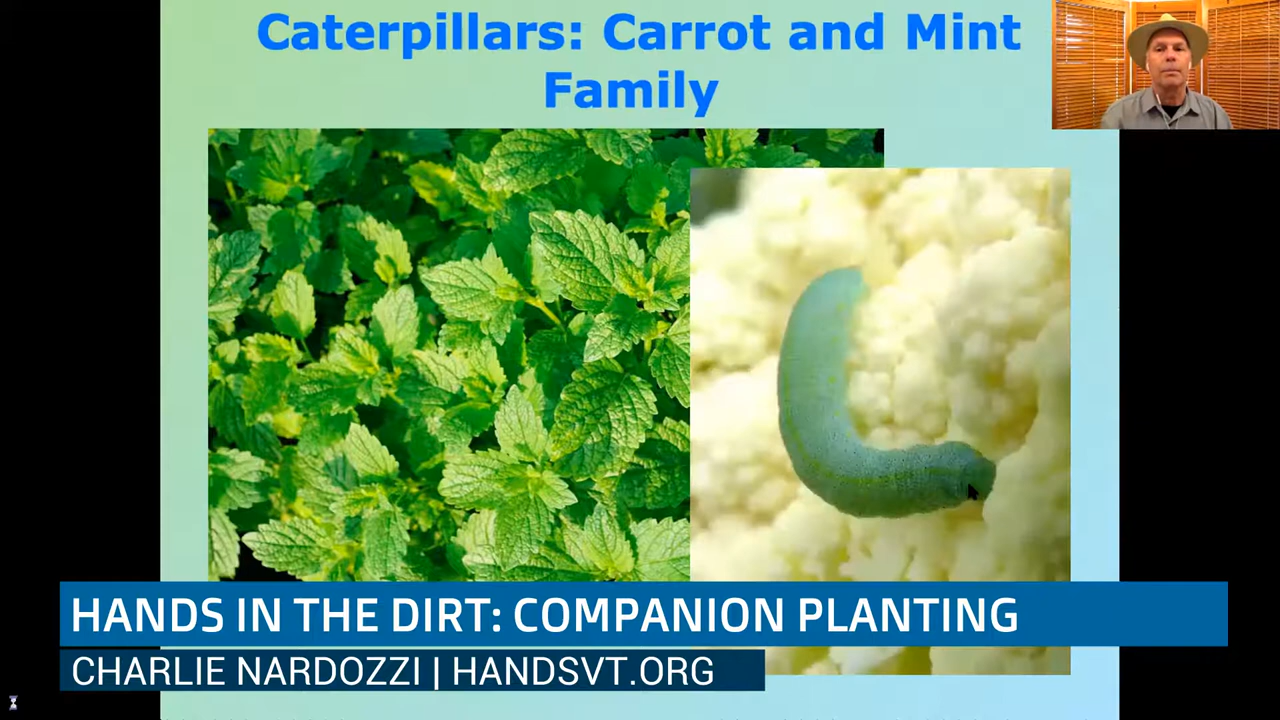 Caterpillars: Carrot and Mint
Family
HANDS IN THE DIRT: COMPANION PLANTING
CHARLIE NARDOZZI | HANDSVT.ORG